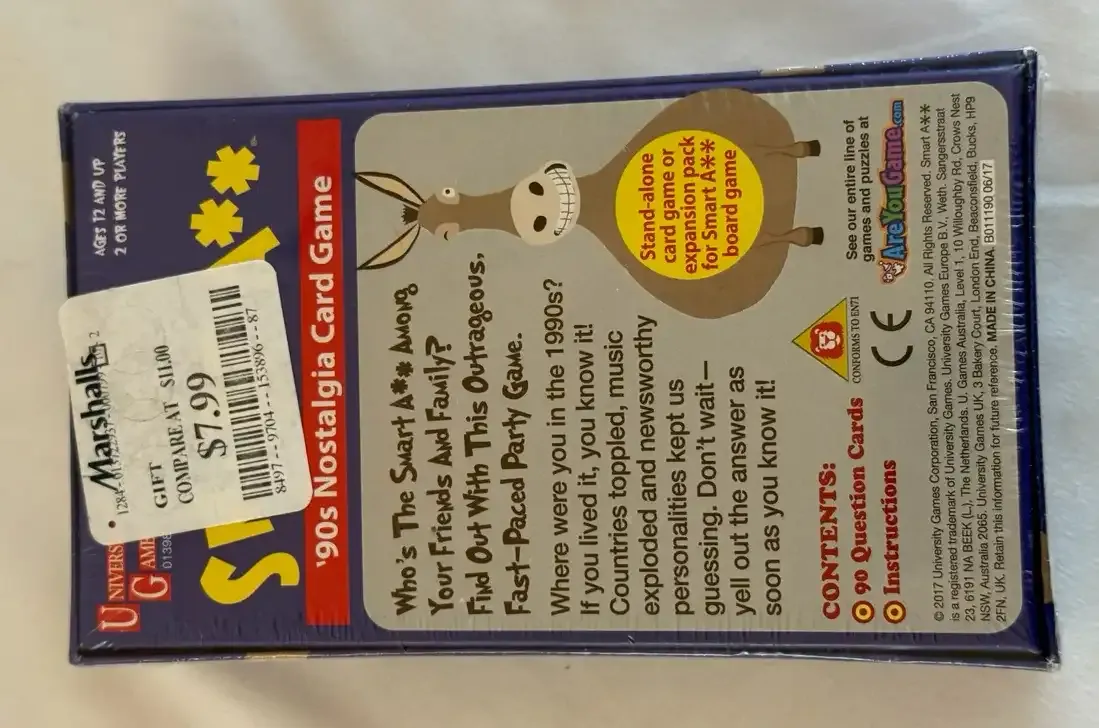 AGES 12 AND UP
2 OR MORE PLAYERS
Marshalls
GIFT
COMPARE AT $11.00
$7.99
8497--9704--153896--87
UNIVERS
GAME
01398
SM A**
'90s Nostalgia Card Game
Who's The Smart A** Among
Your Friends And Family?
Find Out With This Outrageous,
Fast-Paced Party Game.
Where were you in the 1990s?
If you lived it, you know it!
Countries toppled, music
exploded and newsworthy
personalities kept us
guessing. Don't wait—
yell out the answer as
soon as you know it!
Stand-alone
card game or
expansion pack
for Smart A**
board game
CONTENTS:
90 Question Cards
Instructions
CONFORMS TO EN71
CE
See our entire line of
games and puzzles at
AreYouGame.com
© 2017 University Games Corporation, San Francisco, CA 94110. All Rights Reserved. Smart A**
is a registered trademark of University Games. University Games Europe B.V., Weth. Sangersstraat
23, 6191 NA BEEK (L), The Netherlands. U. Games Australia, Level 1, 10 Willoughby Rd, Crows Nest
NSW, Australia 2065. University Games UK, 3 Bakery Court, London End, Beaconsfield, Bucks, HP9
2FN, UK. Retain this information for future reference. MADE IN CHINA. B011190 06/17